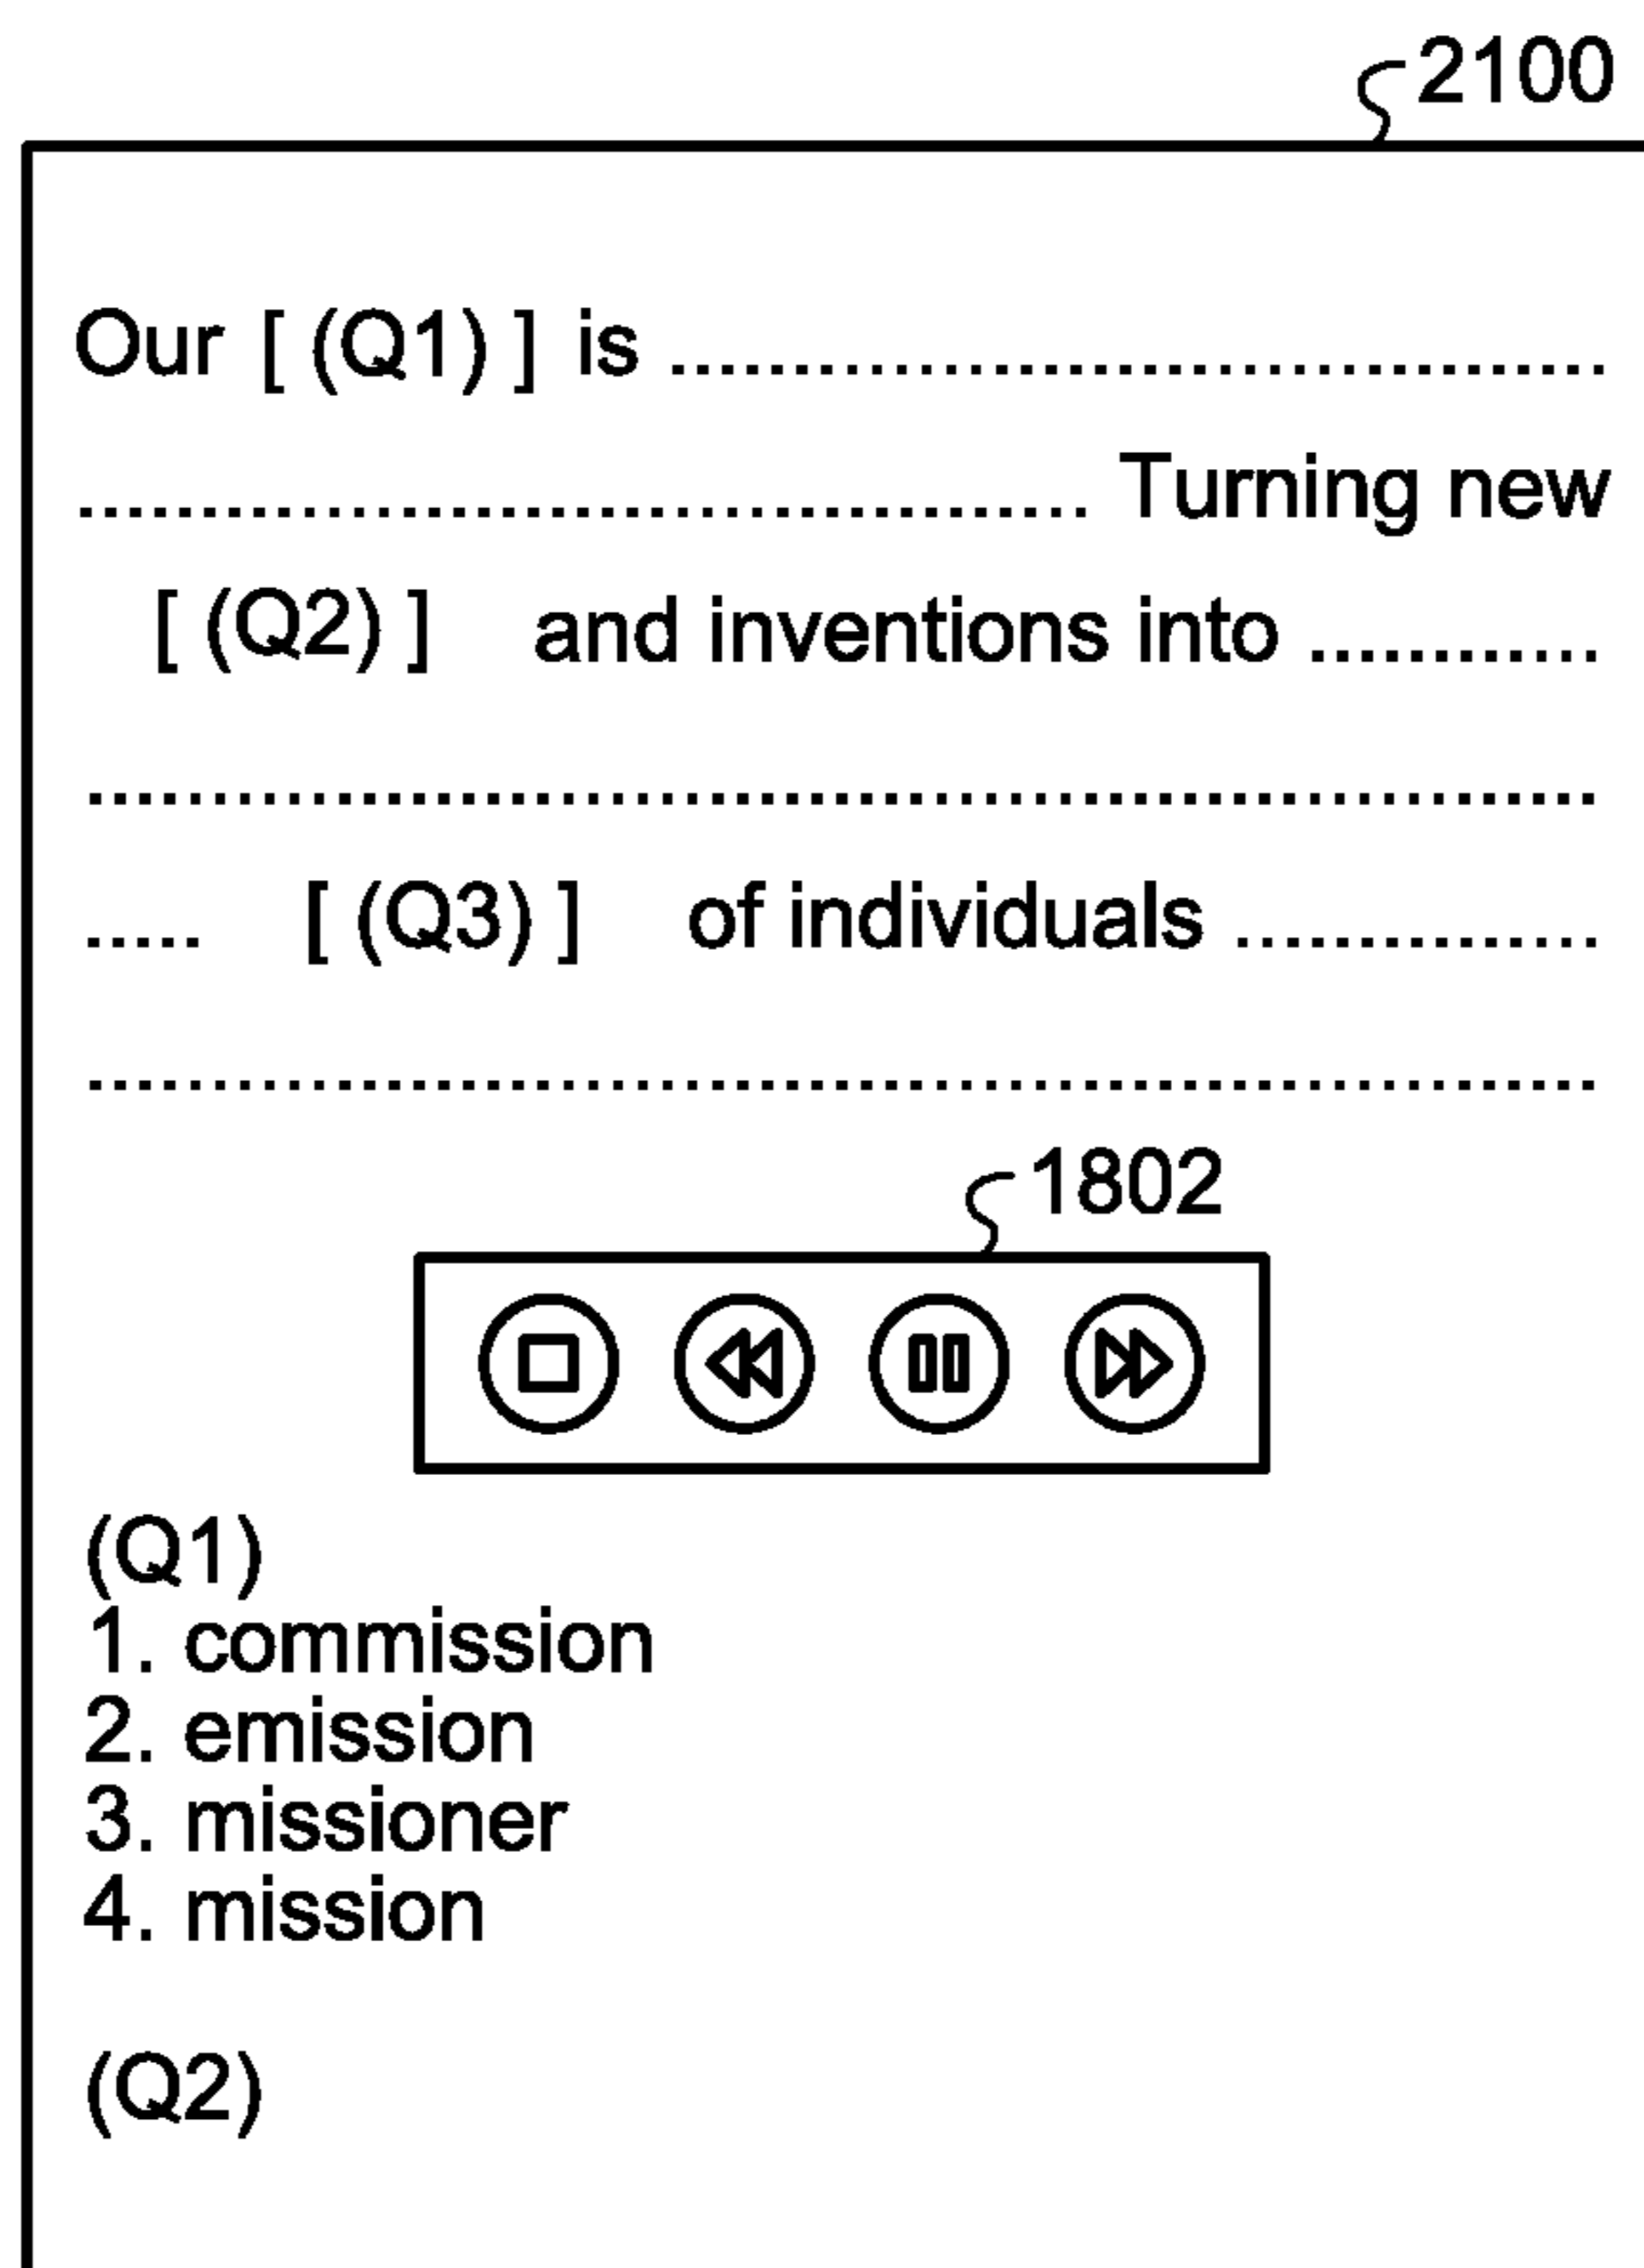 2100
Our [ (Q1) ] is ......................................
......................................... Turning new
[ (Q2) ] and inventions into ............
.............................................................
..... [ (Q3) ] of individuals ...............
.............................................................
1802
(Q1)
1. commission
2. emission
3. missioner
4. mission
(Q2)